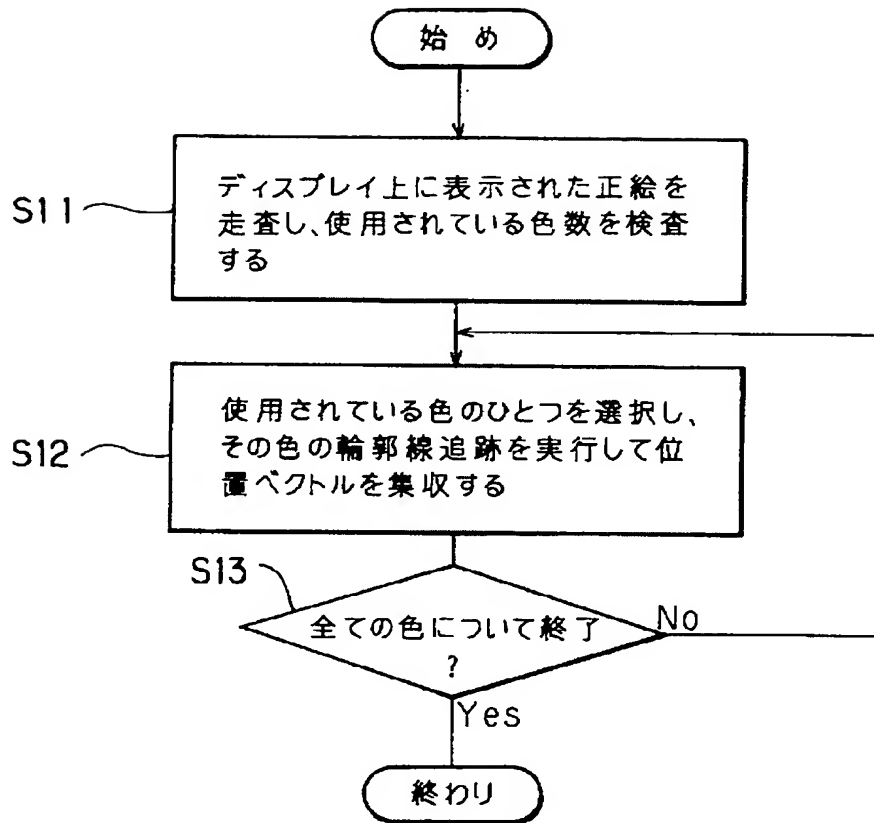 始め
S11
ディスプレイ上に表示された正絵を
走査し、使用されている色数を検査
する
S12
使用されている色のひとつを選択し、
その色の輪郭線追跡を実行して位
置ベクトルを集収する
S13
全ての色について終了
?
No
Yes
終わり